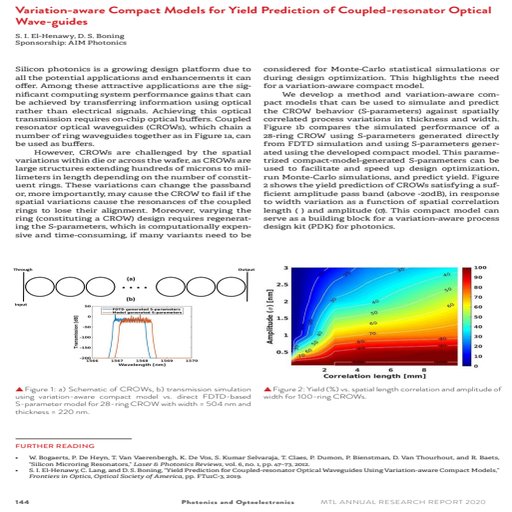 Variation-aware Compact Models for Yield Prediction of Coupled-resonator Optical
Wave-guides
S. I. El-Henawy, D. S. Boning
Sponsorship: AIM Photonics
Silicon photonics is a growing design platform due to
all the potential applications and enhancements it can
offer. Among these attractive applications are the sig-
nificant computing system performance gains that can
be achieved by transferring information using optical
rather than electrical signals. Achieving this optical
transmission requires on-chip optical buffers. Coupled
resonator optical waveguides (CROWs), which chain a
number of ring waveguides together as in Figure 1a, can
be used as buffers.
However, CROWs are challenged by the spatial
variations within die or across the wafer, as CROWs are
large structures extending hundreds of microns to mil-
limeters in length depending on the number of constit-
uent rings. These variations can change the passband
or, more importantly, may cause the CROW to fail if the
spatial variations cause the resonances of the coupled
rings to lose their alignment. Moreover, varying the
ring (constituting a CROW) design requires regenerat-
ing the S-parameters, which is computationally expen-
sive and time-consuming, if many variants need to be
considered for Monte-Carlo statistical simulations or
during design optimization. This highlights the need
for a variation-aware compact model.
We develop a method and variation-aware com-
pact models that can be used to simulate and predict
the CROW behavior (S-parameters) against spatially
correlated process variations in thickness and width.
Figure 1b compares the simulated performance of a
28-ring CROW using S-parameters generated directly
from FDTD simulation and using S-parameters gener-
ated using the developed compact model. This parame-
trized compact-model-generated S-parameters can be
used to facilitate and speed up design optimization,
run Monte-Carlo simulations, and predict yield. Figure
2 shows the yield prediction of CROWs satisfying a suf-
ficient amplitude pass band (above -20dB), in response
to width variation as a function of spatial correlation
length ( ) and amplitude (σ). This compact model can
serve as a building block for a variation-aware process
design kit (PDK) for photonics.
Through
Output
(a)
Input
(b)
FDTD generated S-parameters
Model generated S-parameters
Transmission [dB]
50
0
-50
-100
-150
-200
1566
1567
1568
1569
1570
Wavelength [nm]
▲ Figure 1: a) Schematic of CROWs, b) transmission simulation
using variation-aware compact model vs. direct FDTD-based
S-parameter model for 28-ring CROW with width = 504 nm and
thickness = 220 nm.
Amplitude (σ) [nm]
3
2.5
2
1.5
1
0.5
2
4
6
8
Correlation length [mm]
100
90
80
70
60
50
40
30
20
10
0
▲ Figure 2: Yield (%) vs. spatial length correlation and amplitude of
width for 100-ring CROWs.
FURTHER READING
• W. Bogaerts, P. De Heyn, T. Van Vaerenbergh, K. De Vos, S. Kumar Selvaraja, T. Claes, P. Dumon, P. Bienstman, D. Van Thourhout, and R. Baets,
"Silicon Microring Resonators," Laser & Photonics Reviews, vol. 6, no. 1, pp. 47-73, 2012.
• S. I. El-Henawy, C. Lang, and D. S. Boning, "Yield Prediction for Coupled-resonator Optical Waveguides Using Variation-aware Compact Models,"
Frontiers in Optics, Optical Society of America, pp. FTu1C-3, 2019.
144
Photonics and Optoelectronics
MTL ANNUAL RESEARCH REPORT 2020